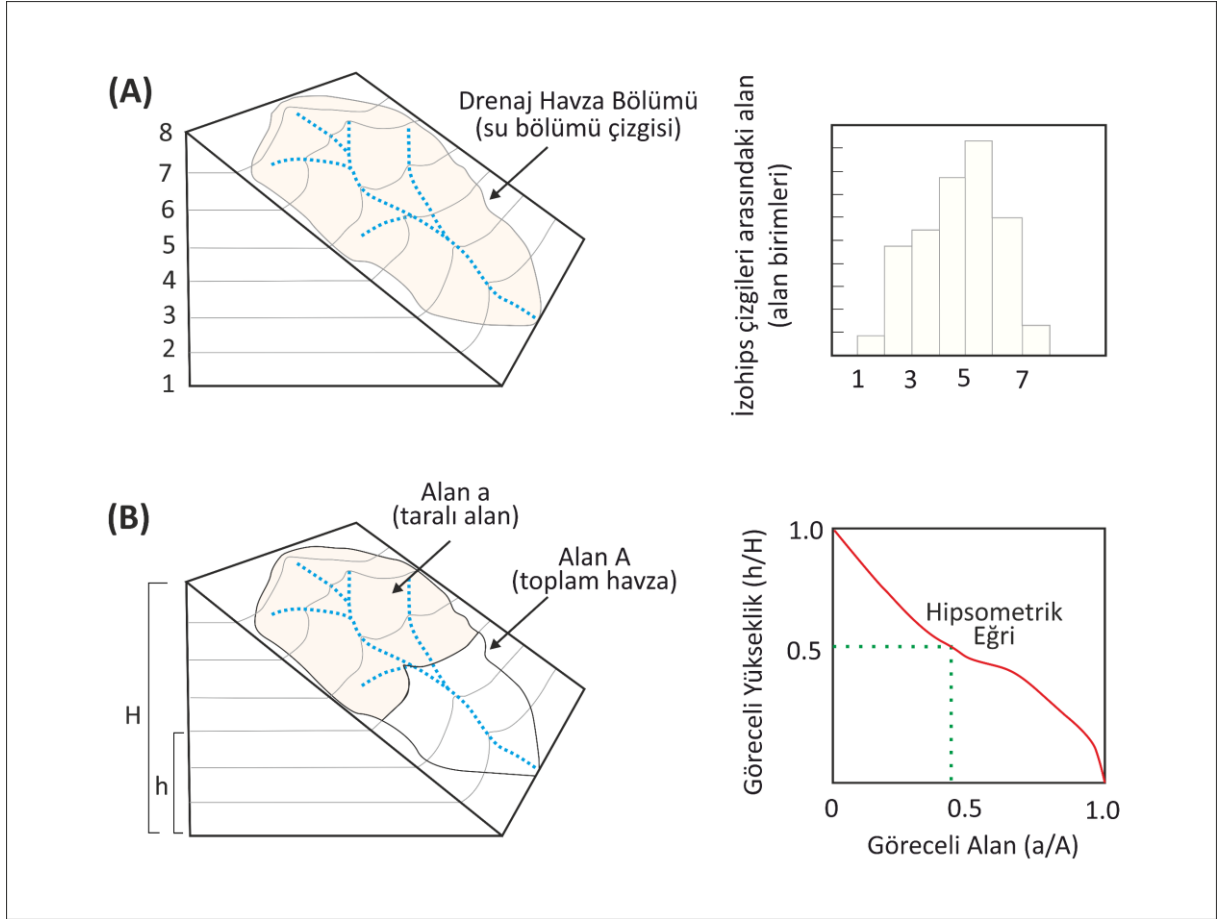 (A)
Drenaj Havza Bölümü
(su bölümü çizgisi)
8
7
6
5
4
3
2
1
İzohips çizgileri arasındaki alan
(alan birimleri)
1 3 5 7
(B)
Alan a
(taralı alan)
Alan A
(toplam havza)
H
h
Göreceli Yükseklik (h/H)
1.0
0.5
Hipsometrik
Eğri
0 0.5 1.0
Göreceli Alan (a/A)